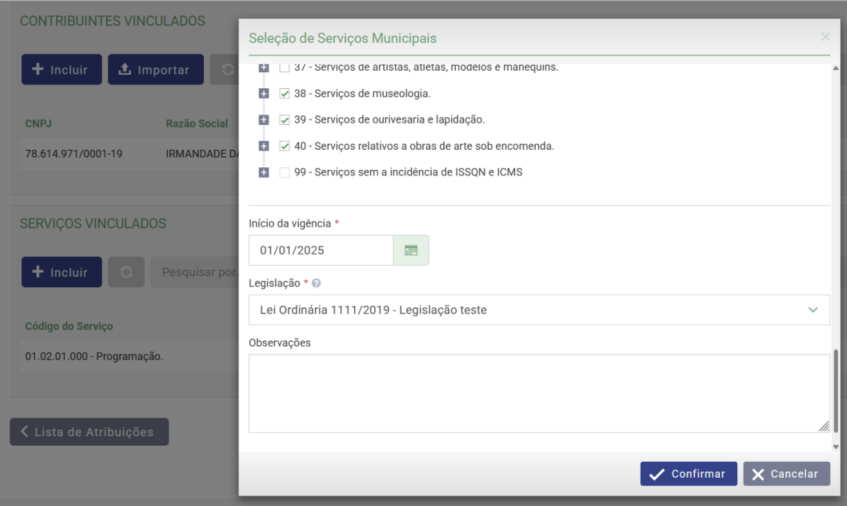 CONTRIBUINTES VINCULADOS
Incluir
Importar
CNPJ
Razão Social
78.614.971/0001-19
IRMANDADE
SERVIÇOS VINCULADOS
Incluir
Pesquisar por
Código do Serviço
01.02.01.000 - Programação.
Lista de Atribuições
Seleção de Serviços Municipais
37 - Serviços de artistas, atletas, modelos e manequins.
38 - Serviços de museologia.
39 - Serviços de ourivesaria e lapidação.
40 - Serviços relativos a obras de arte sob encomenda.
99 - Serviços sem a incidência de ISSQN e ICMS
Início da vigência *
01/01/2025
Legislação *
Lei Ordinária 1111/2019 - Legislação teste
Observações
Confirmar
Cancelar